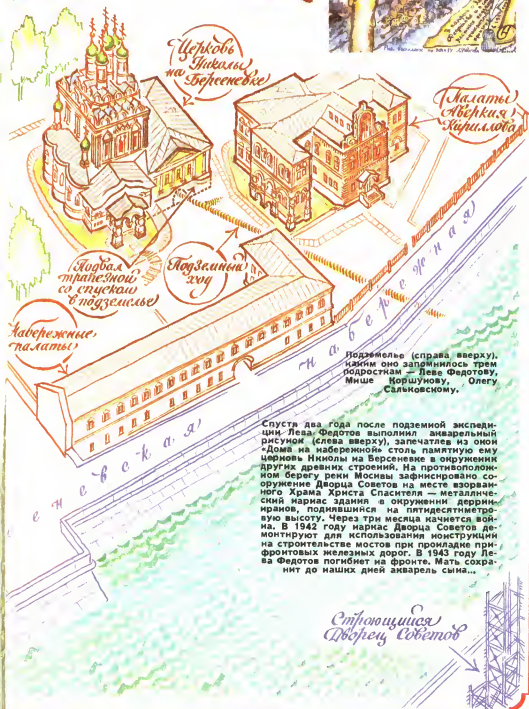 Церковь
Николы
на
Берсеневке
Палаты
Аверкия
Кириллова
Подвал
трапезной
со спуском
в подземелье
Подземный
ход
Набережные
палаты
еневская
набережная
Подземелье (справа вверху),
каким оно запомнилось трем
подросткам — Леве Федотову,
Мише Коршунову, Олегу
Сальковскому.
Спустя два года после подземной экспеди-
ции Лева Федотов выполнил акварельный
рисунок (слева вверху), запечатлев из окон
«Дома на набережной» столь памятную ему
церковь Николы на Берсеневке в окружении
других древних строений. На противополож-
ном берегу реки Москвы зафиксировано со-
оружение Дворца Советов на месте взорван-
ного Храма Христа Спасителя — металличе-
ский каркас здания в окружении деррик-
кранов, поднявшийся на пятидесятиметро-
вую высоту. Через три месяца начнется вой-
на. В 1942 году каркас Дворца Советов де-
монтируют для использования конструкций
на строительстве мостов при прокладке при-
фронтовых железных дорог. В 1943 году Ле-
ва Федотов погибнет на фронте. Мать сохра-
нит до наших дней акварель сына...
Строющийся
Дворец Советов